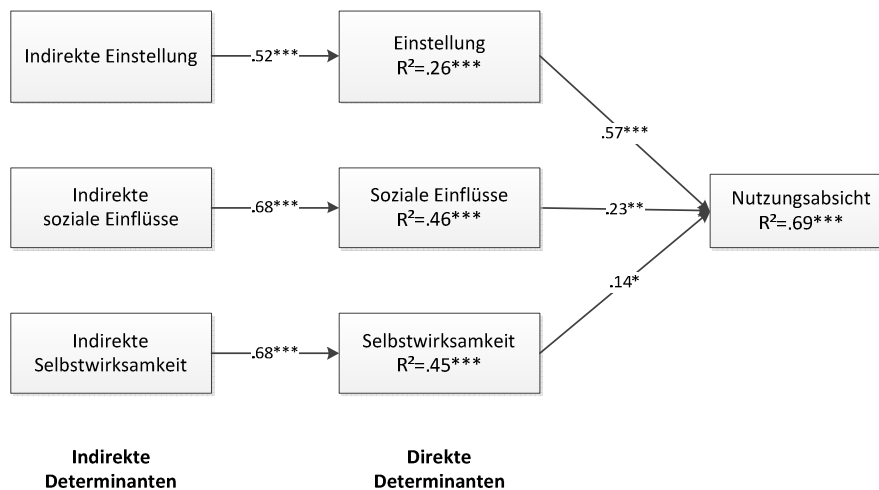 Indirekte Einstellung
.52***
Einstellung
R²=.26***
.57***
Indirekte
soziale Einflüsse
.68***
Soziale Einflüsse
R²=.46***
.23**
Nutzungsabsicht
R²=.69***
.14*
Indirekte
Selbstwirksamkeit
.68***
Selbstwirksamkeit
R²=.45***
Indirekte
Determinanten
Direkte
Determinanten